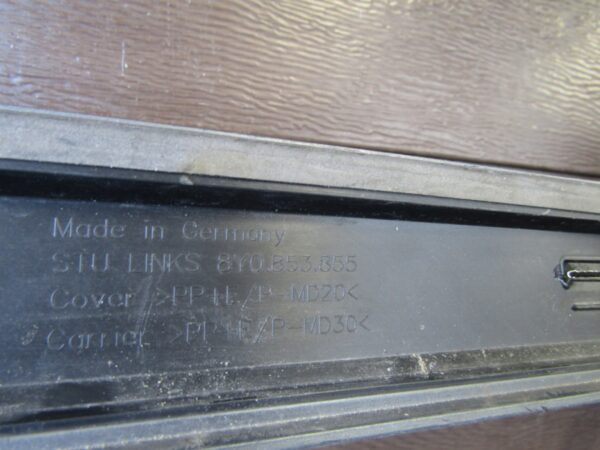 Made in Germany
STU LINKS 8Y0.853.855
Cover >PP+E/P-MD20<
Carrier >PP+E/P-MD30<